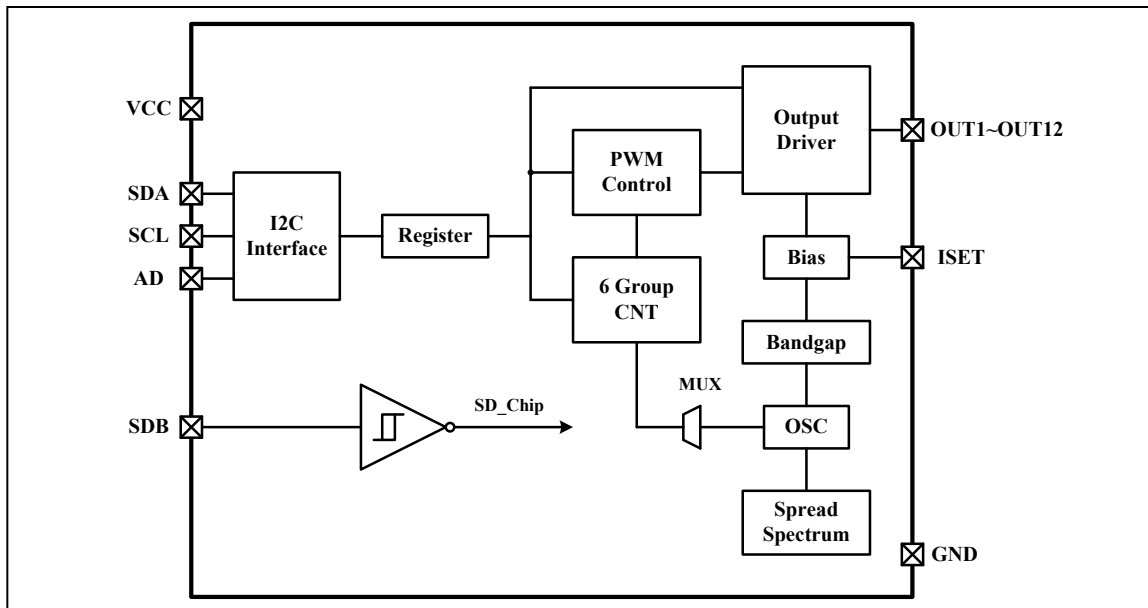 VCC
SDA
SCL
AD
SDB
I2C
Interface
Register
SD_Chip
PWM
Control
6 Group
CNT
MUX
Output
Driver
Bias
Bandgap
OSC
Spread
Spectrum
OUT1~OUT12
ISET
GND